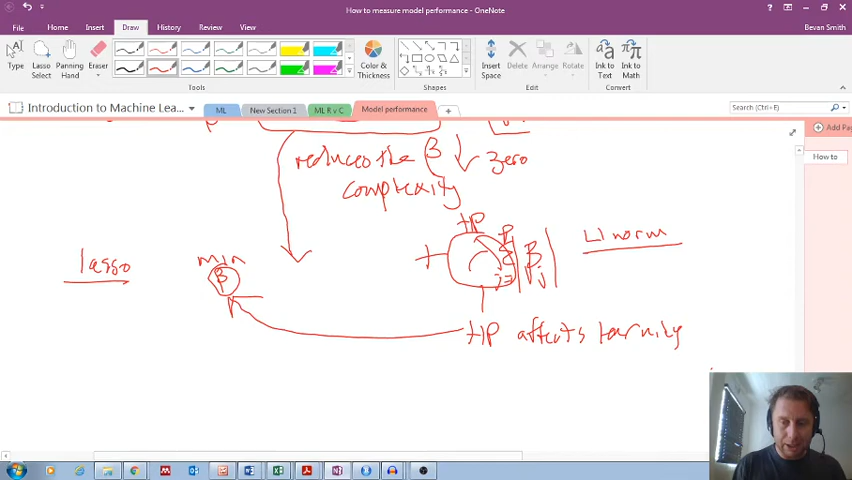 How to measure model performance - OneNote
File Home Insert Draw History Review View
Bevan Smith
Type
Lasso Select
Panning Hand
Eraser
Color & Thickness
Insert Space
Delete
Arrange
Rotate
Ink to Text
Ink to Math
Tools
Shapes
Edit
Convert
Introduction to Machine Lea...
ML
New Section 1
ML R v C
Model performance
Search (Ctrl+E)
Add Pag
How to
reduces the β ↓ zero
complexity
HP
L1 norm
lasso
min
β
+
p
Σ
j=
|βj|
HP affects learning